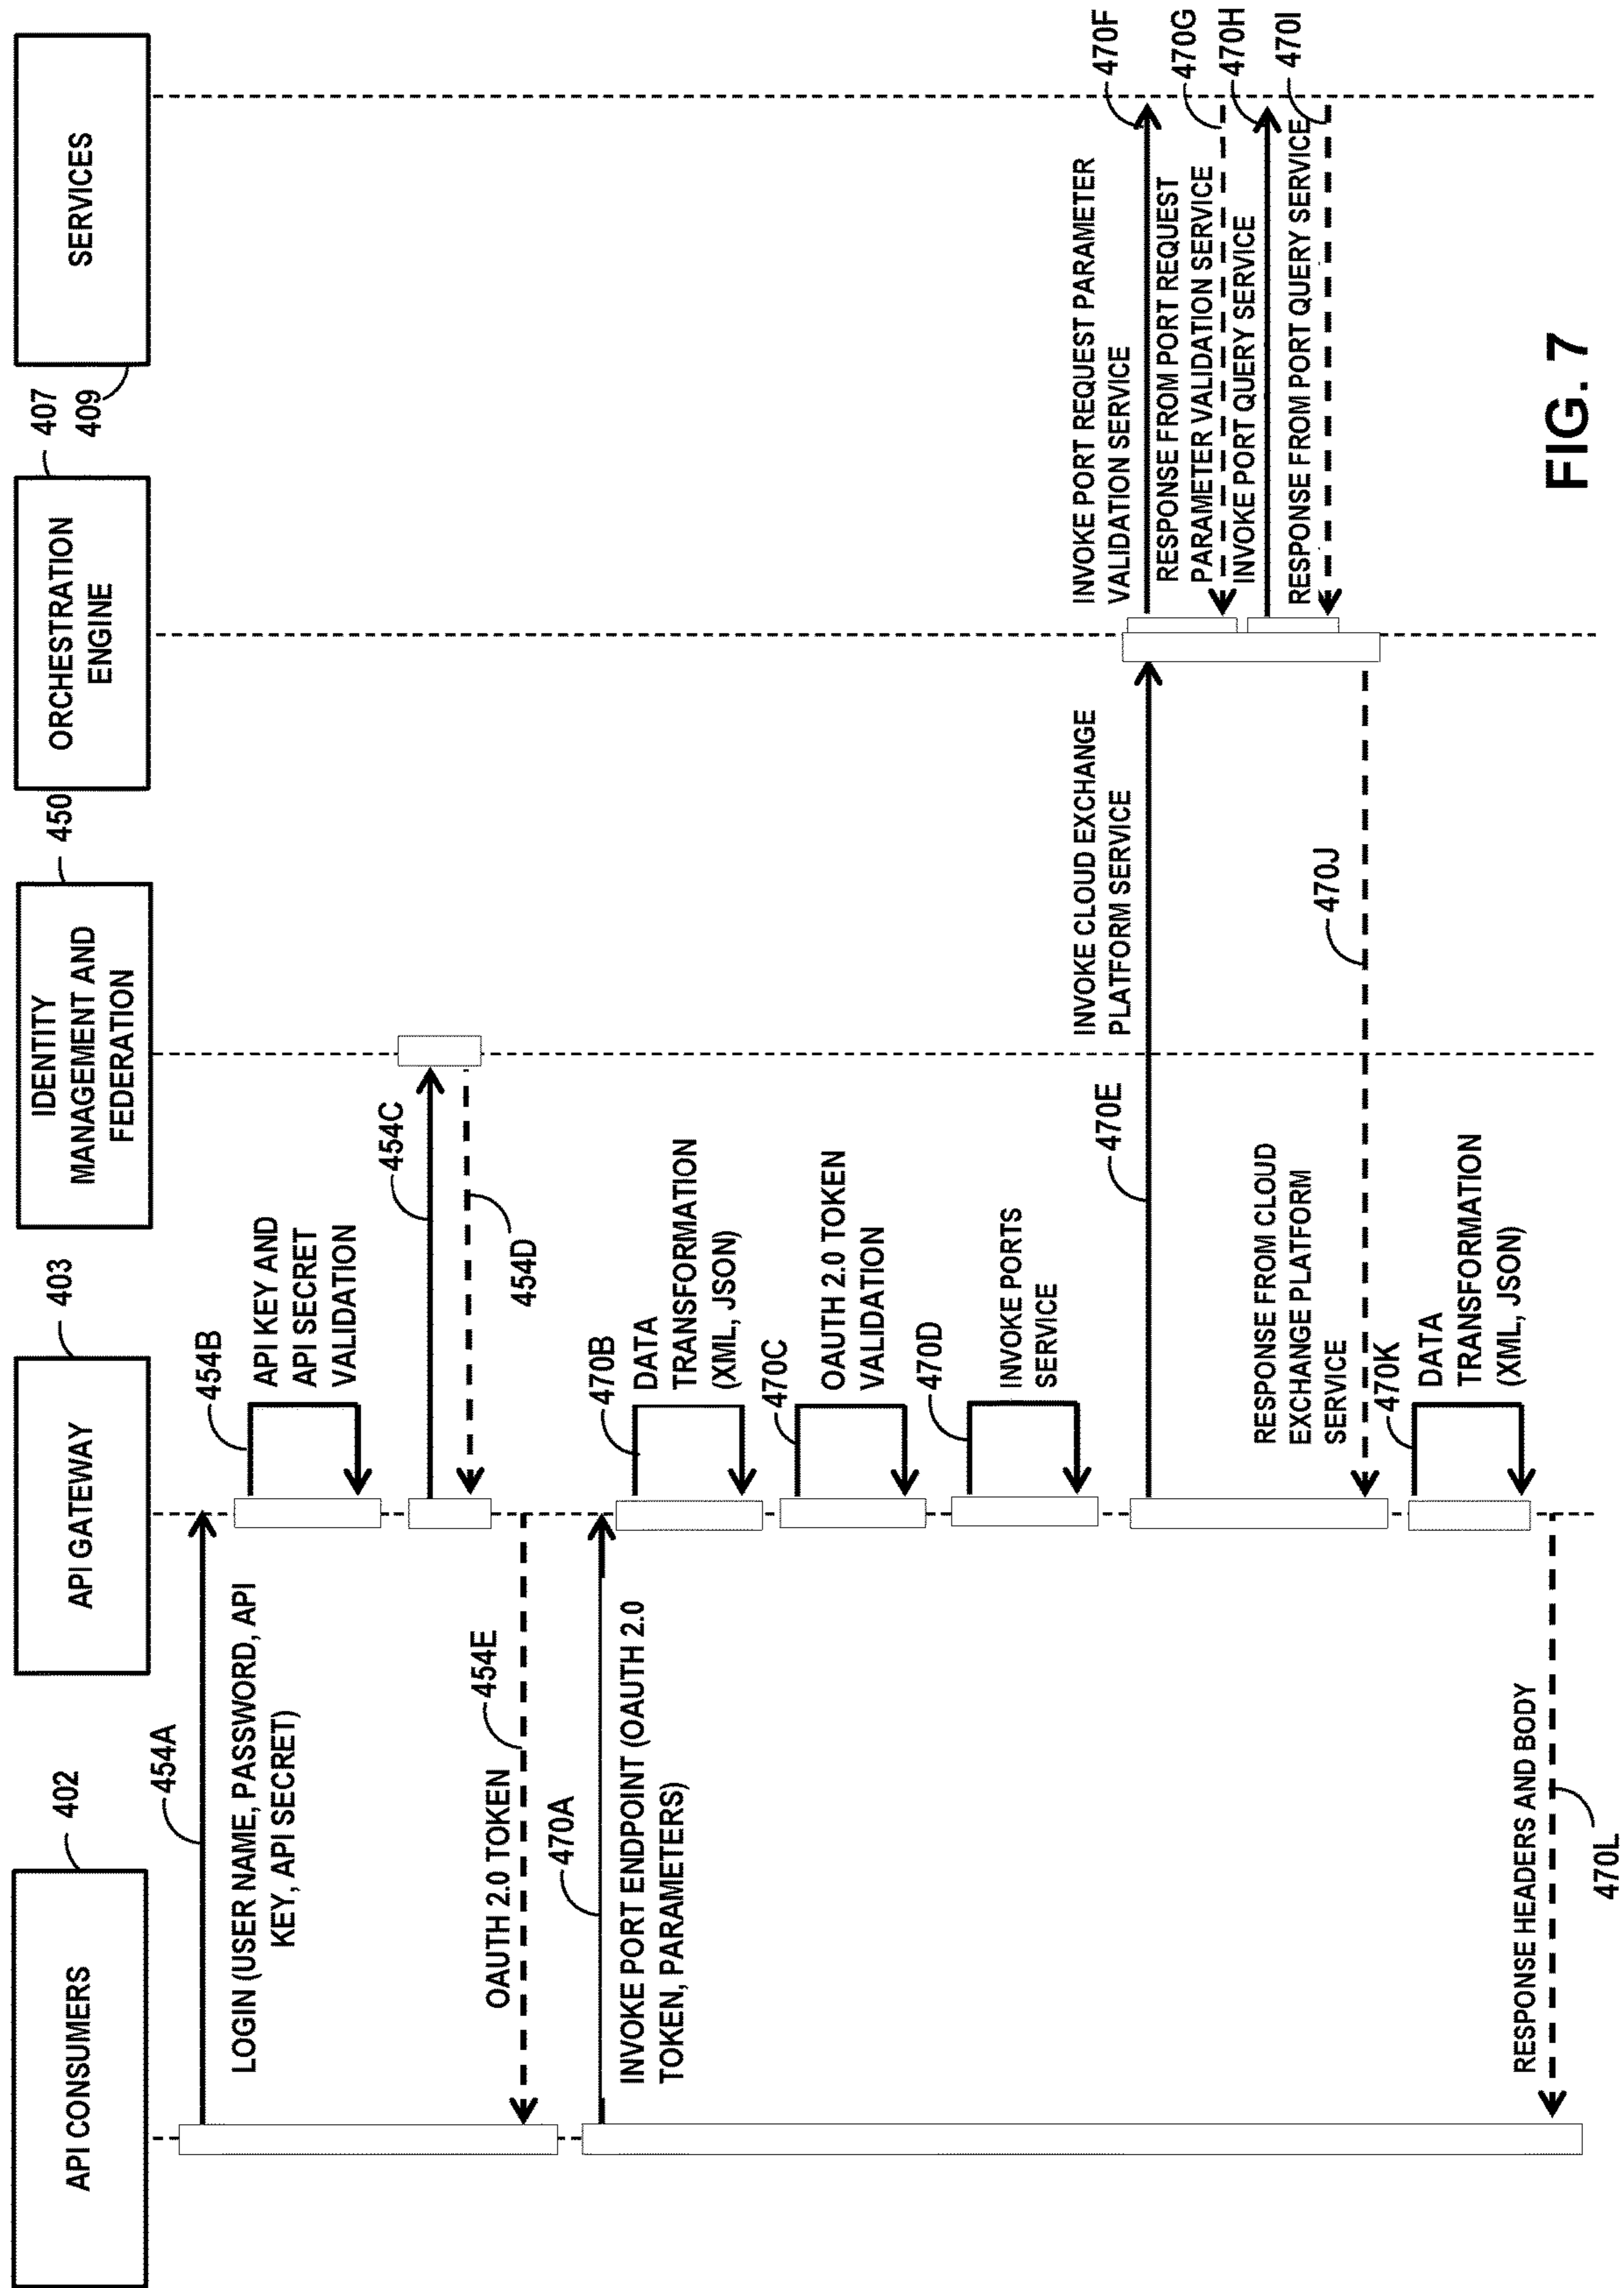 API CONSUMERS
402
API GATEWAY
403
IDENTITY
MANAGEMENT AND
FEDERATION
450
ORCHESTRATION
ENGINE
407
SERVICES
409
454A
LOGIN (USER NAME, PASSWORD, API
KEY, API SECRET)
454B
API KEY AND
API SECRET
VALIDATION
454C
454D
454E
OAUTH 2.0 TOKEN
470A
INVOKE PORT ENDPOINT (OAUTH 2.0
TOKEN, PARAMETERS)
470B
DATA
TRANSFORMATION
(XML, JSON)
470C
OAUTH 2.0 TOKEN
VALIDATION
470D
INVOKE PORTS
SERVICE
470E
INVOKE CLOUD EXCHANGE
PLATFORM SERVICE
INVOKE PORT REQUEST PARAMETER
VALIDATION SERVICE
470F
RESPONSE FROM PORT REQUEST
PARAMETER VALIDATION SERVICE
470G
INVOKE PORT QUERY SERVICE
470H
RESPONSE FROM PORT QUERY SERVICE
470I
470J
RESPONSE FROM CLOUD
EXCHANGE PLATFORM
SERVICE
470K
DATA
TRANSFORMATION
(XML, JSON)
RESPONSE HEADERS AND BODY
470L
FIG. 7